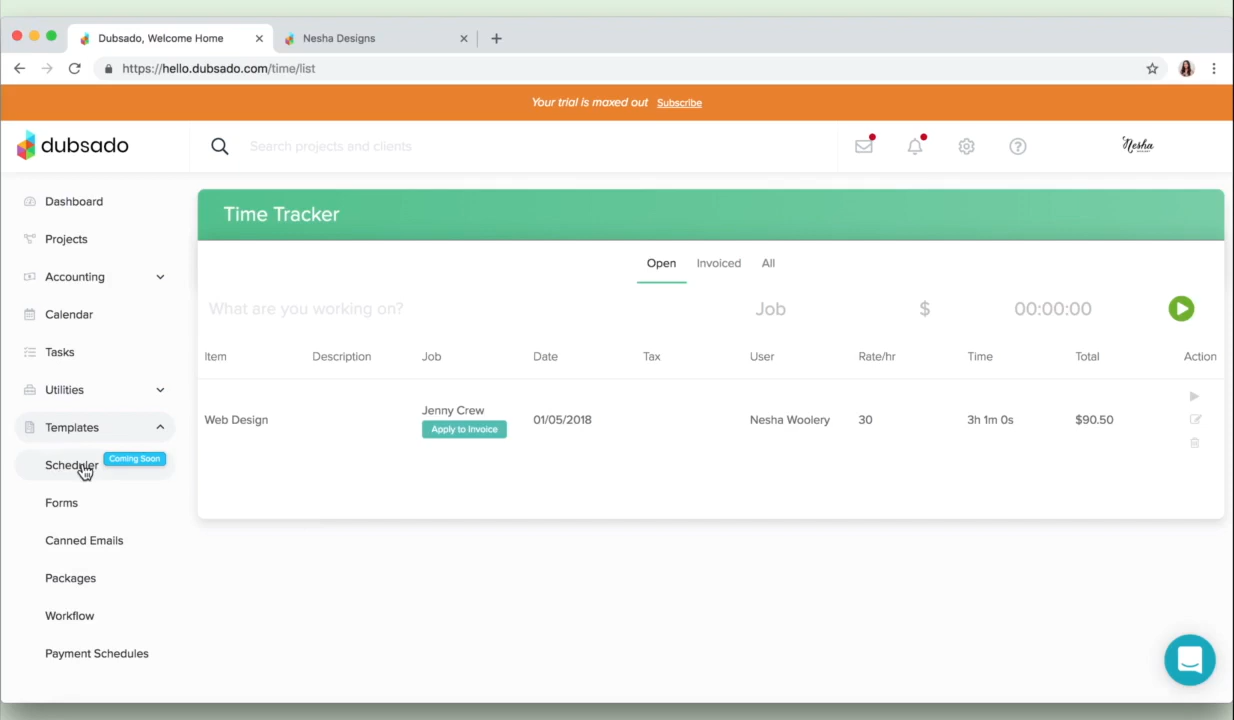 Dubsado, Welcome Home
Nesha Designs
https://hello.dubsado.com/time/list
Your trial is maxed out Subscribe
dubsado
Search projects and clients
Nesha
Dashboard
Projects
Accounting
Calendar
Tasks
Utilities
Templates
Scheduler Coming Soon
Forms
Canned Emails
Packages
Workflow
Payment Schedules
Time Tracker
Open Invoiced All
What are you working on? Job $ 00:00:00
Item Description Job Date Tax User Rate/hr Time Total Action
Web Design Jenny Crew 01/05/2018 Nesha Woolery 30 3h 1m 0s $90.50
Apply to Invoice